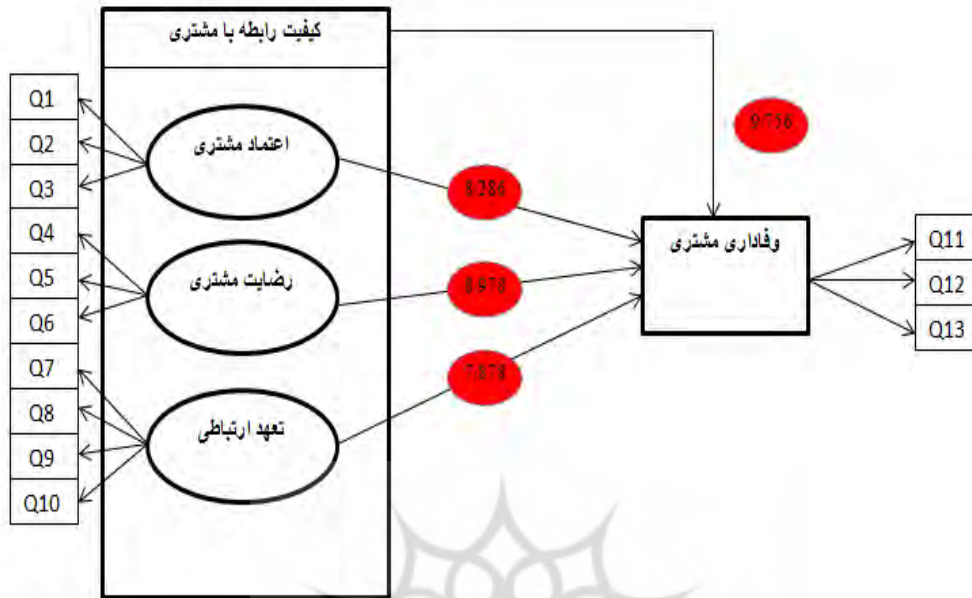 کیفیت رابطه با مشتری
Q1
Q2
Q3
Q4
Q5
Q6
Q7
Q8
Q9
Q10
اعتماد مشتری
رضایت مشتری
تعهد ارتباطی
8/286
8/978
7/878
9/756
وفاداری مشتری
Q11
Q12
Q13